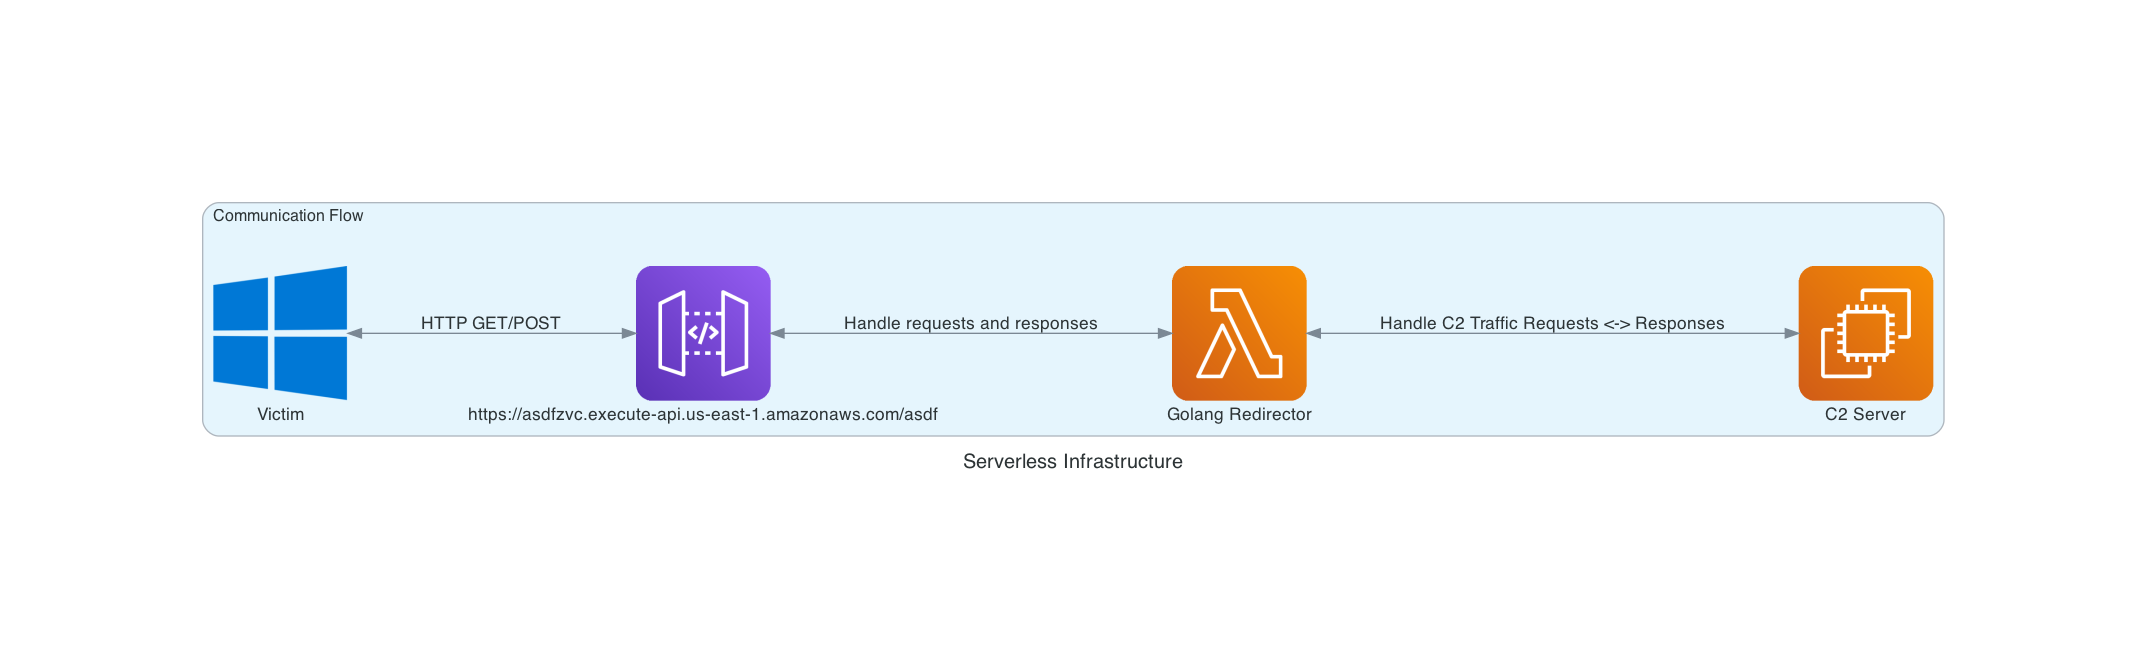 Communication Flow
HTTP GET/POST
Handle requests and responses
Handle C2 Traffic Requests <-> Responses
Victim
https://asdfzvc.execute-api.us-east-1.amazonaws.com/asdf
Golang Redirector
C2 Server
Serverless Infrastructure